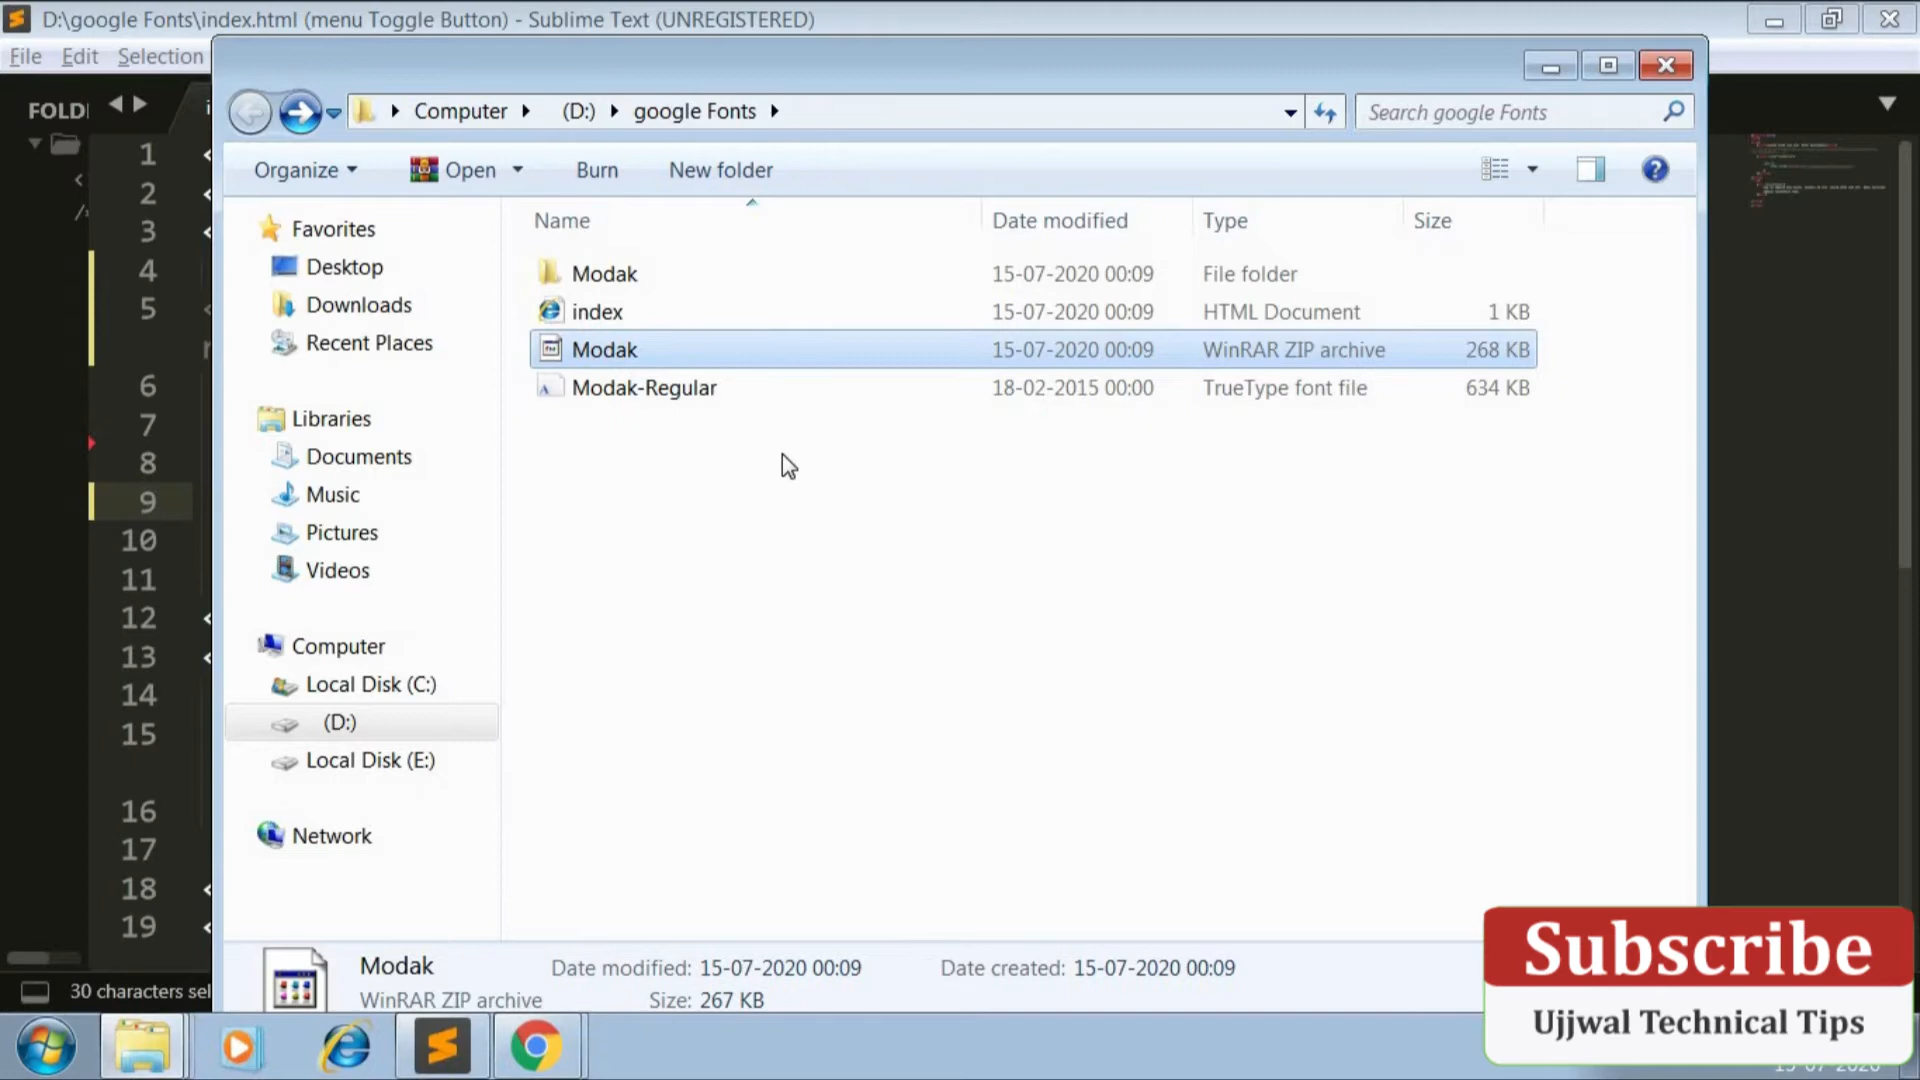 D:\google Fonts\index.html (menu Toggle Button) - Sublime Text (UNREGISTERED)
File Edit Selection
FOLD
Computer (D:) google Fonts
Search google Fonts
Organize Open Burn New folder
Name Date modified Type Size
Modak 15-07-2020 00:09 File folder
index 15-07-2020 00:09 HTML Document 1 KB
Modak 15-07-2020 00:09 WinRAR ZIP archive 268 KB
Modak-Regular 18-02-2015 00:00 TrueType font file 634 KB
Favorites
Desktop
Downloads
Recent Places
Libraries
Documents
Music
Pictures
Videos
Computer
Local Disk (C:)
(D:)
Local Disk (E:)
Network
1
2
3
4
5
6
7
8
9
10
11
12
13
14
15
16
17
18
19
Modak Date modified: 15-07-2020 00:09 Date created: 15-07-2020 00:09
WinRAR ZIP archive Size: 267 KB
30 characters sel
Subscribe
Ujjwal Technical Tips